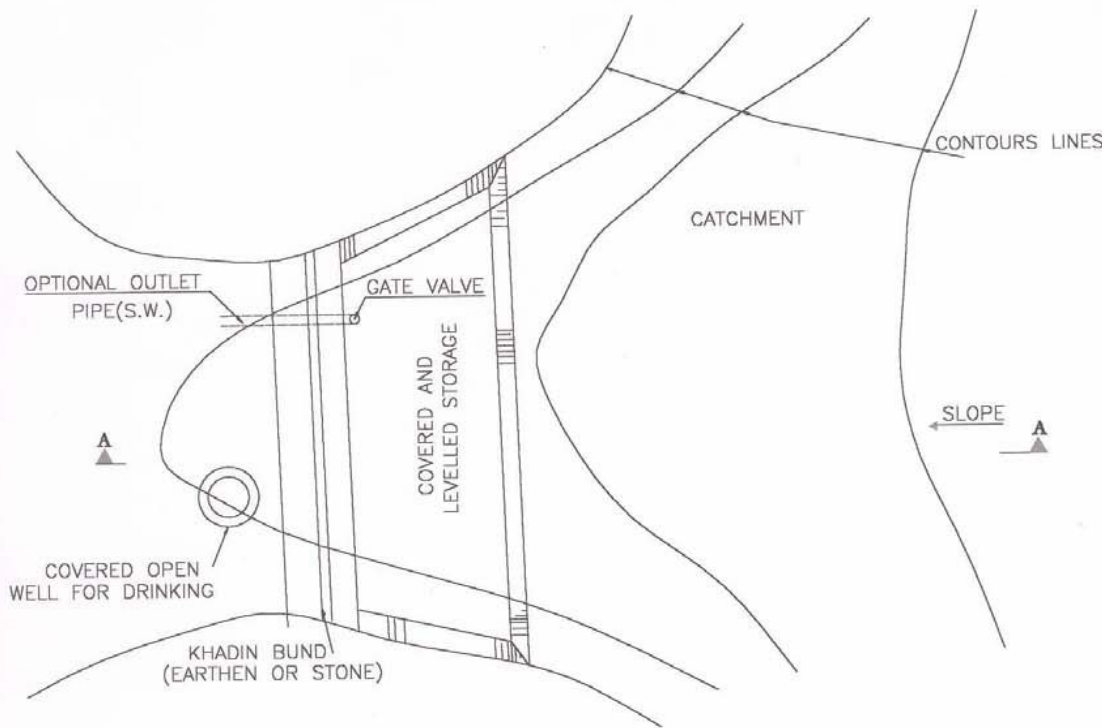 CONTOURS LINES
CATCHMENT
OPTIONAL OUTLET
PIPE(S.W.)
GATE VALVE
COVERED AND
LEVELLED STORAGE
SLOPE
A
A
COVERED OPEN
WELL FOR DRINKING
KHADIN BUND
(EARTHEN OR STONE)